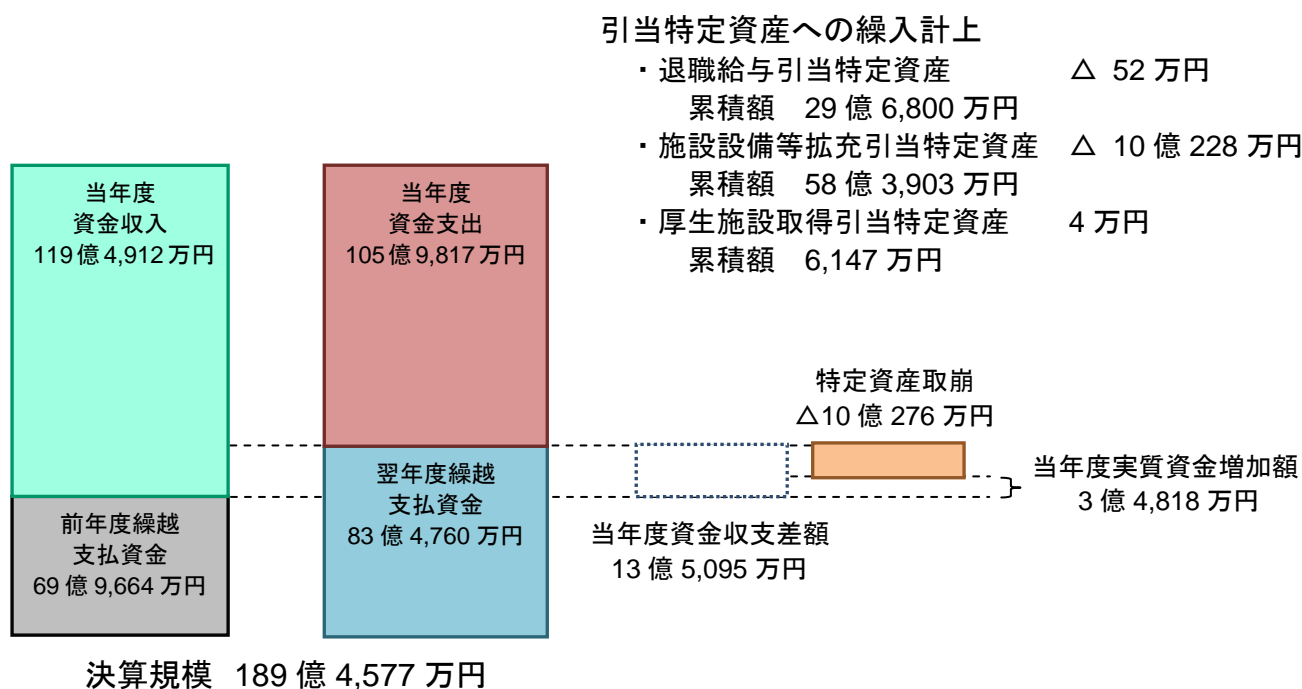 引当特定資産への繰入計上
・退職給与引当特定資産 △ 52 万円
累積額 29 億 6,800 万円
・施設設備等拡充引当特定資産 △ 10 億 228 万円
累積額 58 億 3,903 万円
・厚生施設取得引当特定資産 4 万円
累積額 6,147 万円
当年度
資金収入
119億 4,912 万円
前年度繰越
支払資金
69 億 9,664 万円
当年度
資金支出
105億 9,817 万円
翌年度繰越
支払資金
83 億 4,760 万円
当年度資金収支差額
13 億 5,095 万円
特定資産取崩
△10 億 276 万円
当年度実質資金増加額
3 億 4,818 万円
決算規模 189 億 4,577 万円